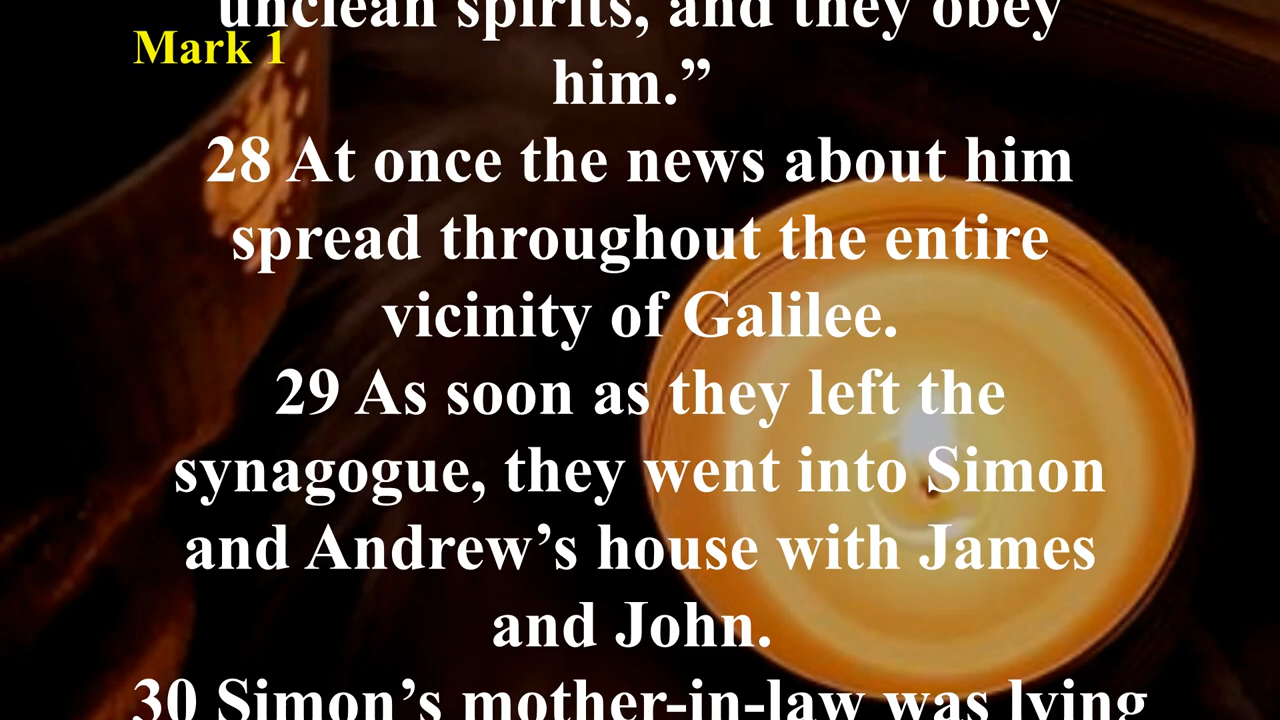 unclean spirits, and they obey
Mark 1
him.”
28 At once the news about him
spread throughout the entire
vicinity of Galilee.
29 As soon as they left the
synagogue, they went into Simon
and Andrew’s house with James
and John.
30 Simon’s mother-in-law was lying